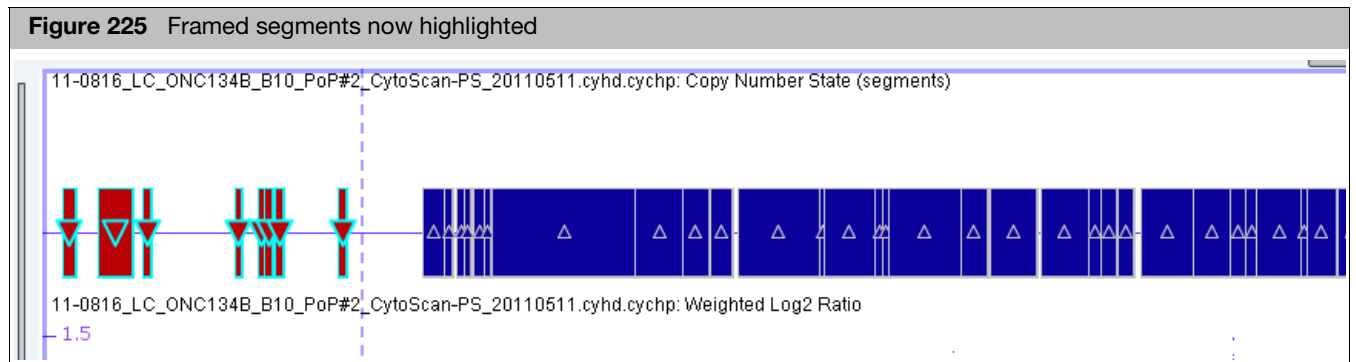 Figure 225 Framed segments now highlighted
11-0816_LC_ONC134B_B10_PoP#2_CytoScan-PS_20110511.cyhd.cychp: Copy Number State (segments)
11-0816_LC_ONC134B_B10_PoP#2_CytoScan-PS_20110511.cyhd.cychp: Weighted Log2 Ratio
1.5